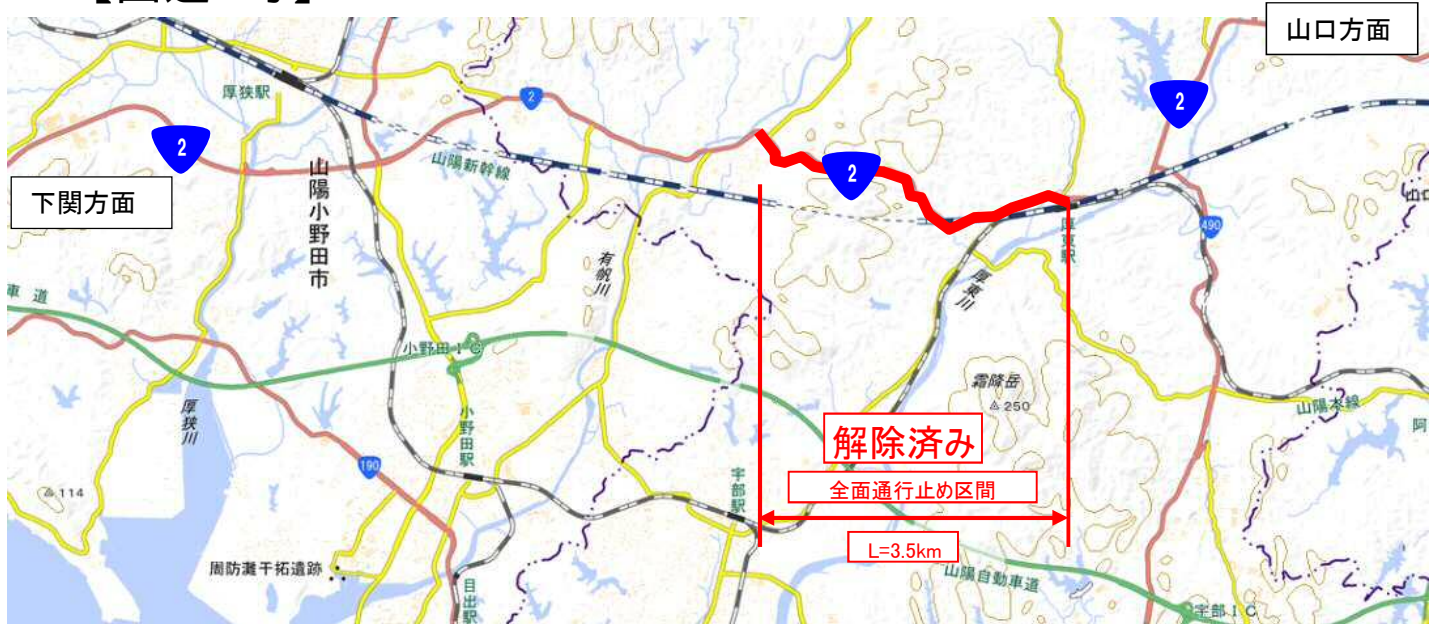 山口方面
2
厚狭駅
2
2
山陽新幹線
2
下関方面
山陽小野田市
490
厚東駅
有帆川
厚東川
車道
小野田IC
霜降岳
250
山陽本線
阿
厚狭川
小野田駅
解除済み
190
宇部駅
全面通行止め区間
114
L=3.5km
周防灘干拓遺跡
山陽自動車道
目出駅
宇部IC